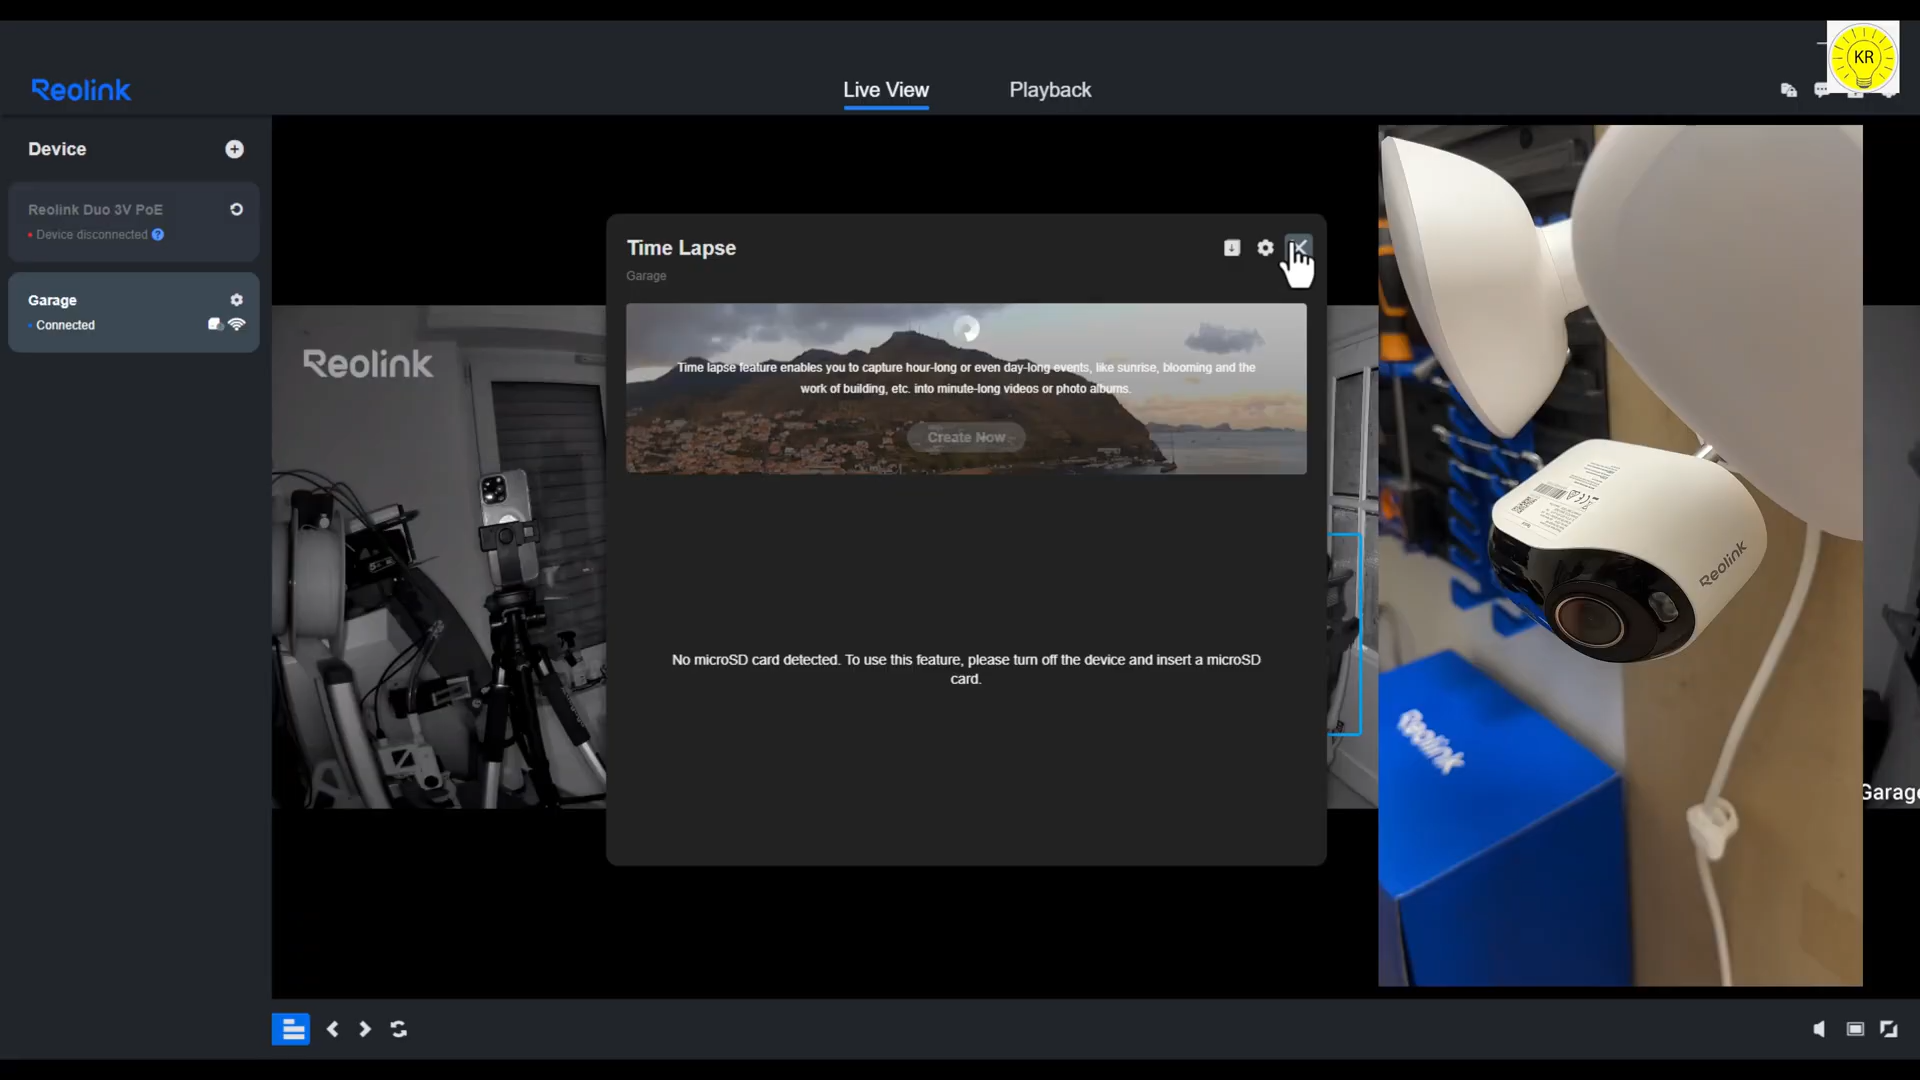 KR
Reolink
Live View
Playback
Device
Reolink Duo 3V PoE
Device disconnected
Garage
Connected
Reolink
Time Lapse
Garage
Time lapse feature enables you to capture hour-long or even day-long events, like sunrise, blooming and the
work of building, etc. into minute-long videos or photo albums.
Create Now
No microSD card detected. To use this feature, please turn off the device and insert a microSD
card.
Reolink
Reolink
Garage